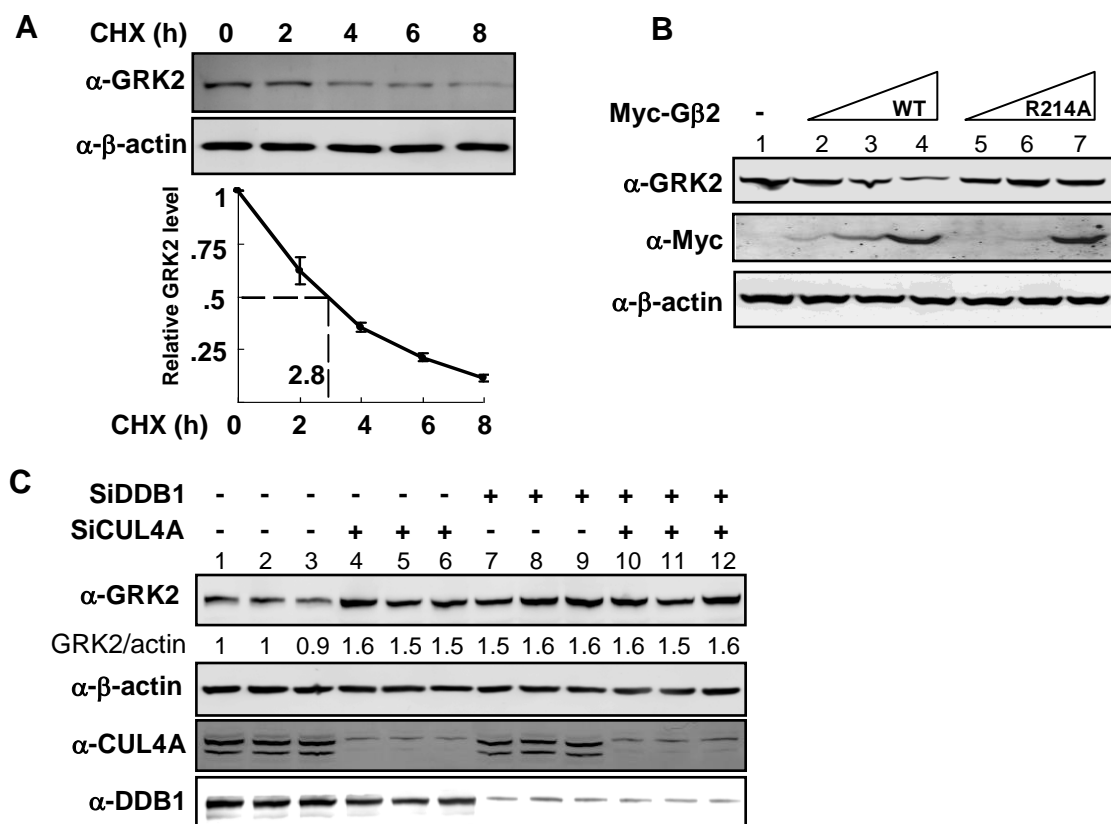 A
CHX (h) 0 2 4 6 8
α-GRK2
α-β-actin
Relative GRK2 level
1
.75
.5
.25
2.8
CHX (h) 0 2 4 6 8
B
Myc-Gβ2 - WT R214A
1 2 3 4 5 6 7
α-GRK2
α-Myc
α-β-actin
C
SiDDB1 - - - - - - + + + + + +
SiCUL4A - - - + + + - - - + + +
1 2 3 4 5 6 7 8 9 10 11 12
α-GRK2
GRK2/actin 1 1 0.9 1.6 1.5 1.5 1.5 1.6 1.6 1.6 1.5 1.6
α-β-actin
α-CUL4A
α-DDB1